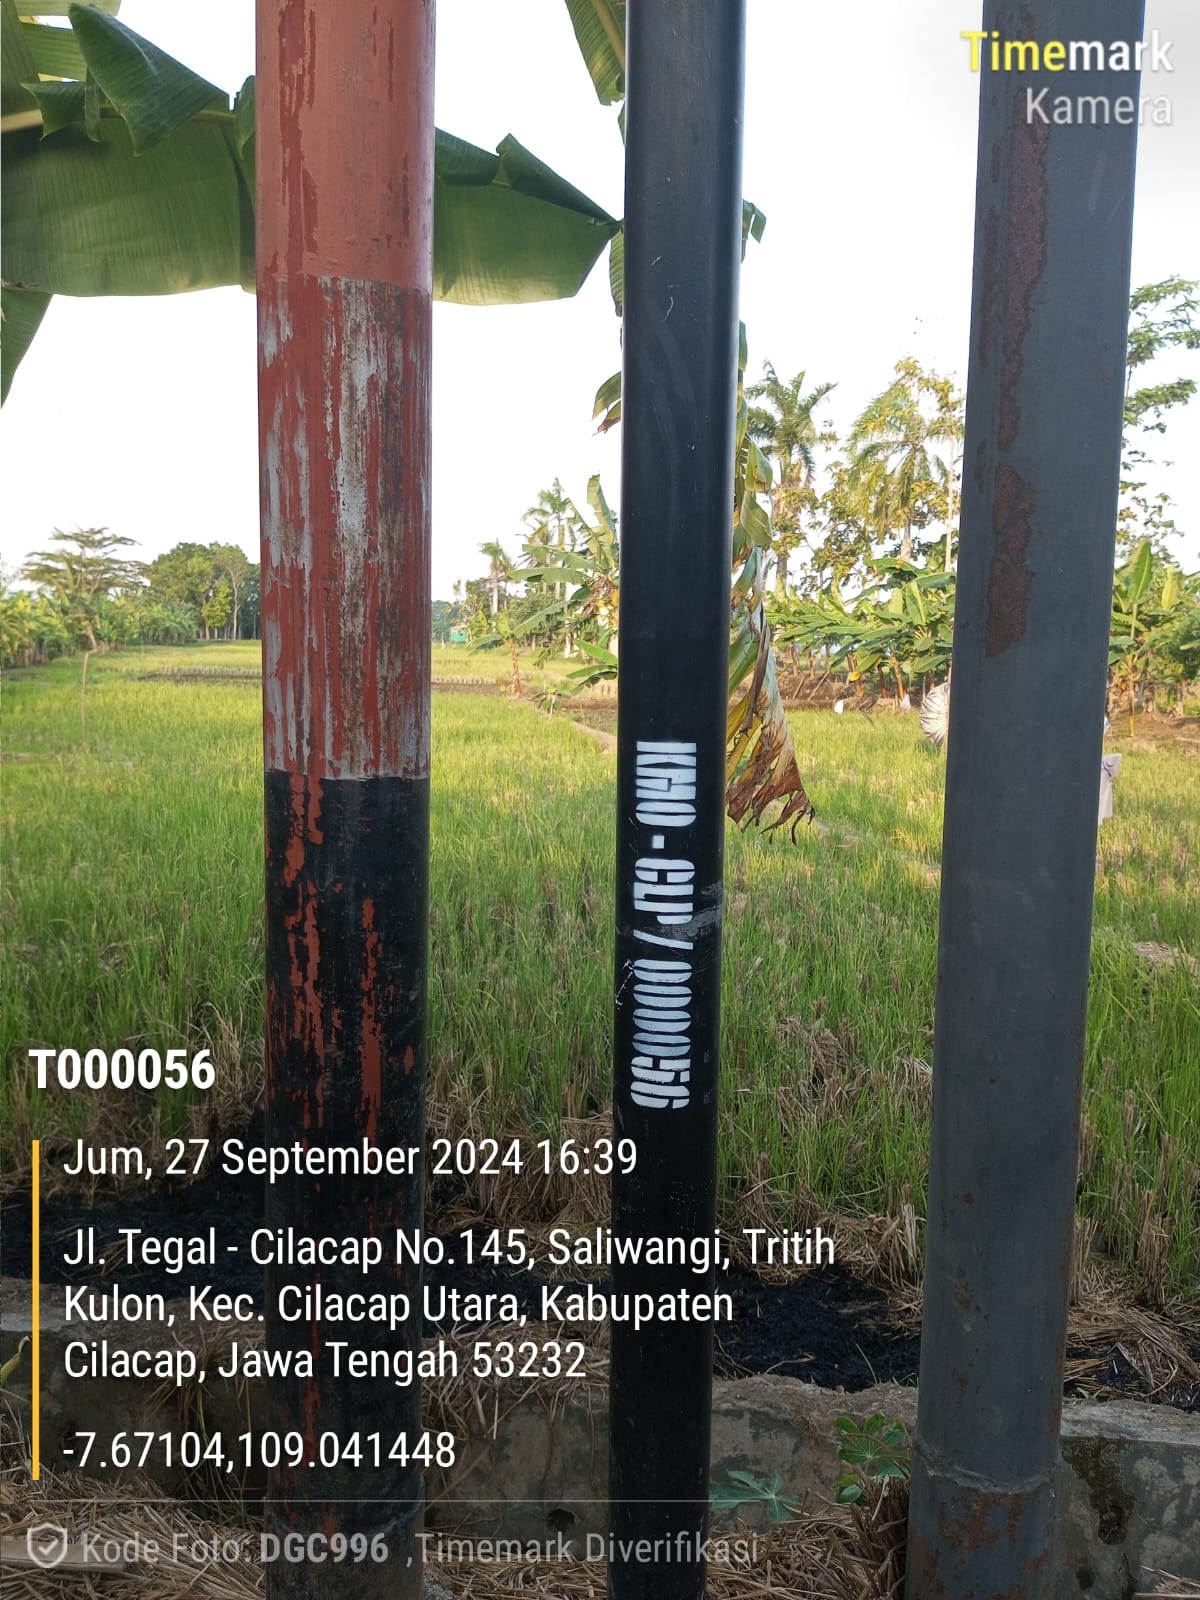 Timemark
Kamera
KMO - CLP / 000056
T000056
Jum, 27 September 2024 16:39
Jl. Tegal - Cilacap No.145, Saliwangi, Tritih
Kulon, Kec. Cilacap Utara, Kabupaten
Cilacap, Jawa Tengah 53232
-7.67104,109.041448
Kode Foto: DGC996 ,Timemark Diverifikasi